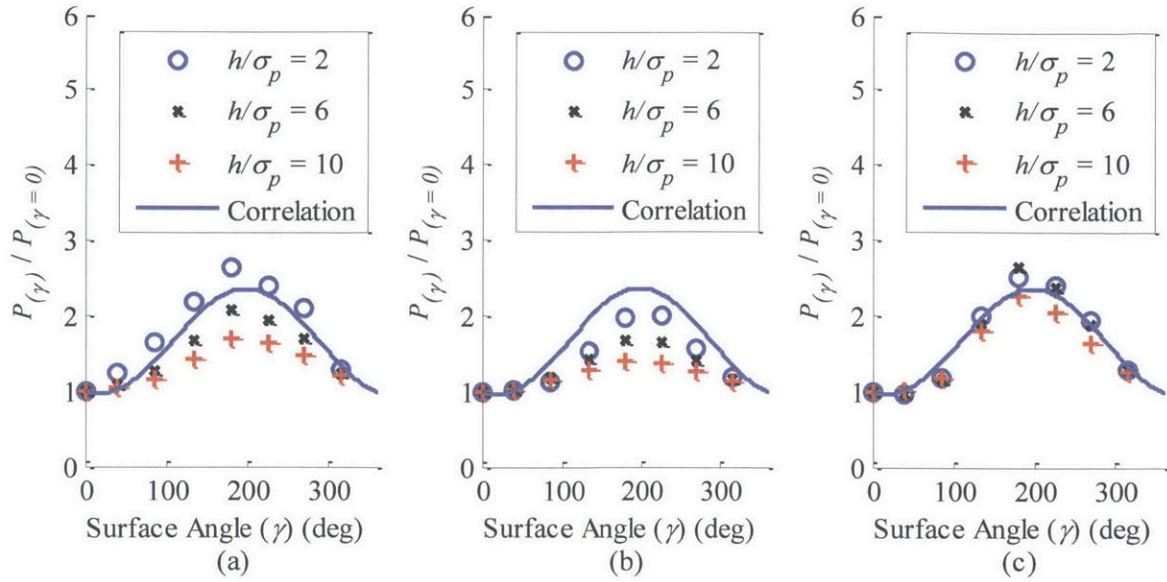 6
5
4
3
2
1
0
P(γ) / P(γ = 0)
h/σp = 2
h/σp = 6
h/σp = 10
Correlation
0 100 200 300
Surface Angle (γ) (deg)
(a)
6
5
4
3
2
1
0
P(γ) / P(γ = 0)
h/σp = 2
h/σp = 6
h/σp = 10
Correlation
0 100 200 300
Surface Angle (γ) (deg)
(b)
6
5
4
3
2
1
0
P(γ) / P(γ = 0)
h/σp = 2
h/σp = 6
h/σp = 10
Correlation
0 100 200 300
Surface Angle (γ) (deg)
(c)